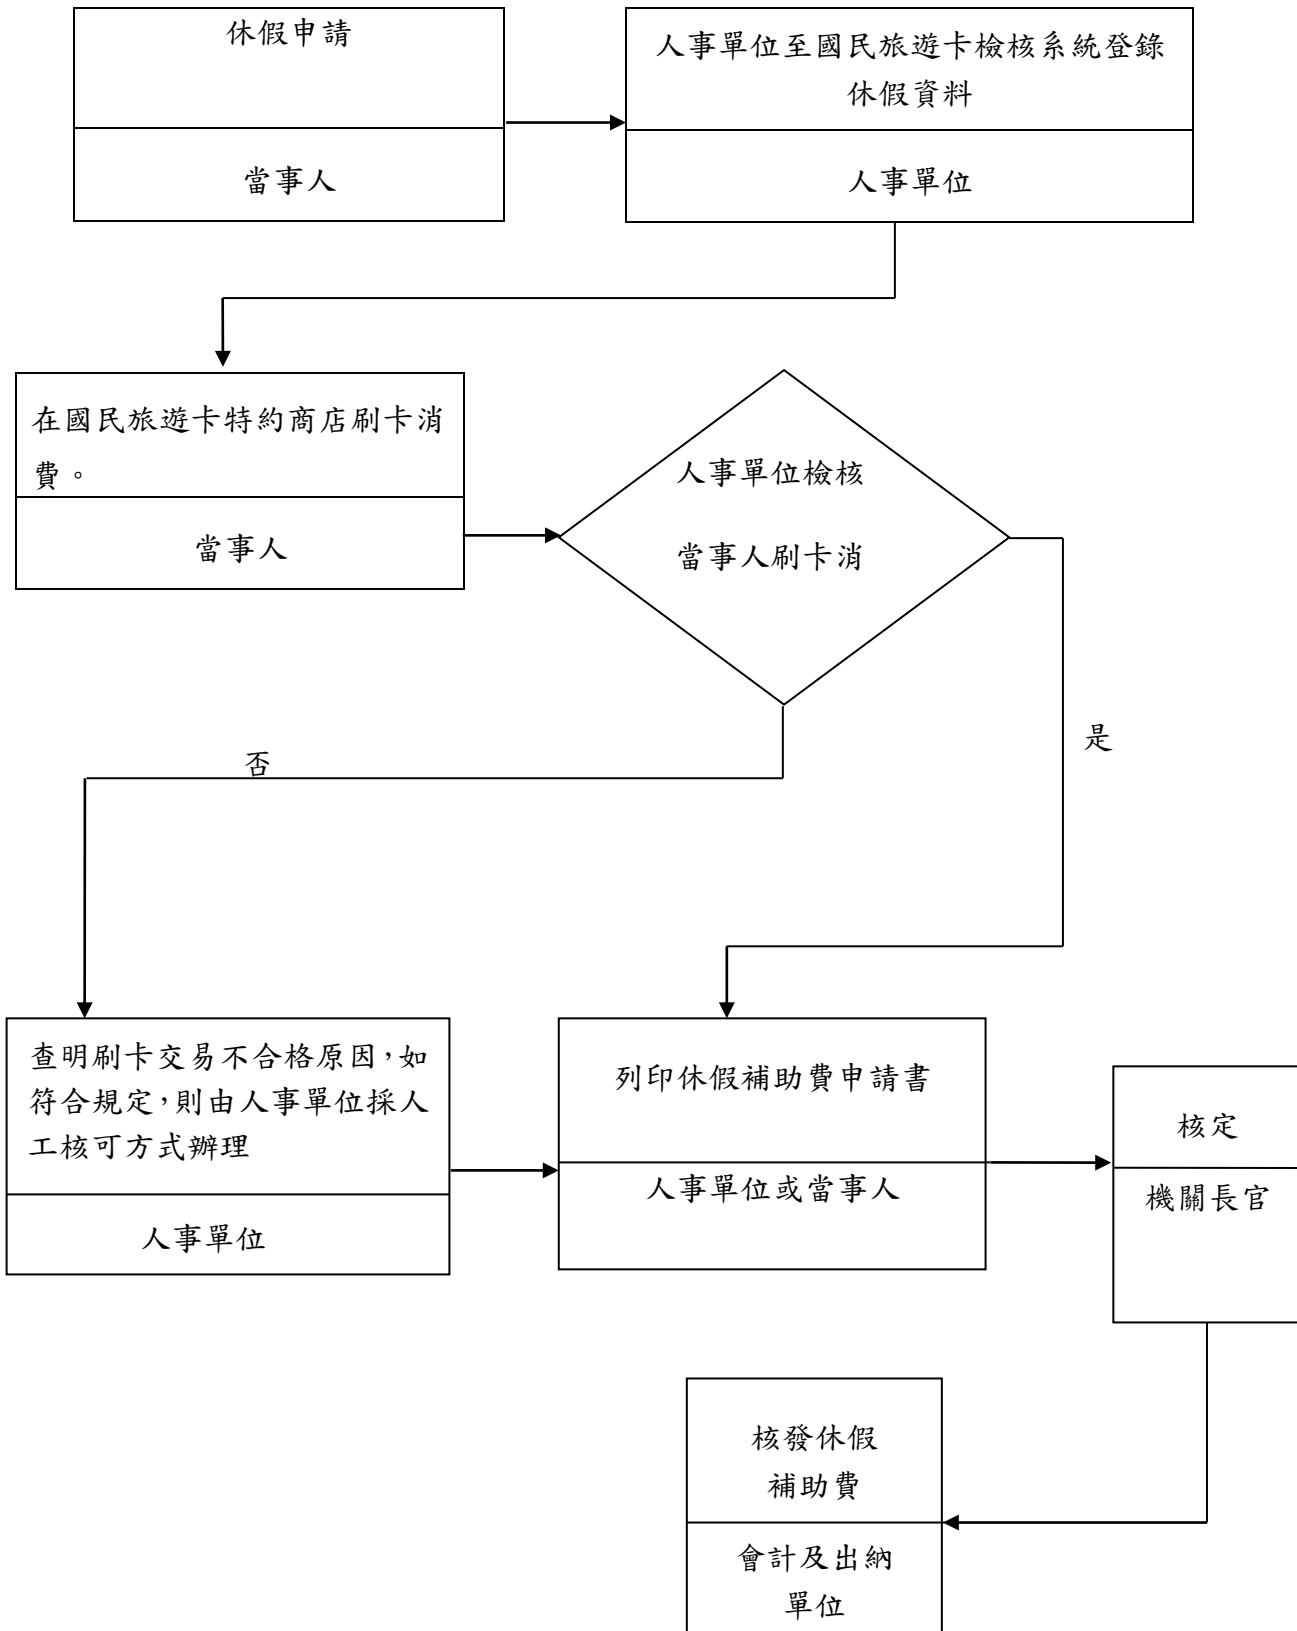 休假申請
當事人
人事單位至國民旅遊卡檢核系統登錄
休假資料
人事單位
在國民旅遊卡特約商店刷卡消
費。
當事人
人事單位檢核
當事人刷卡消
是
否
查明刷卡交易不合格原因,如
符合規定,則由人事單位採人
工核可方式辦理
人事單位
列印休假補助費申請書
人事單位或當事人
核定
機關長官
核發休假
補助費
會計及出納
單位